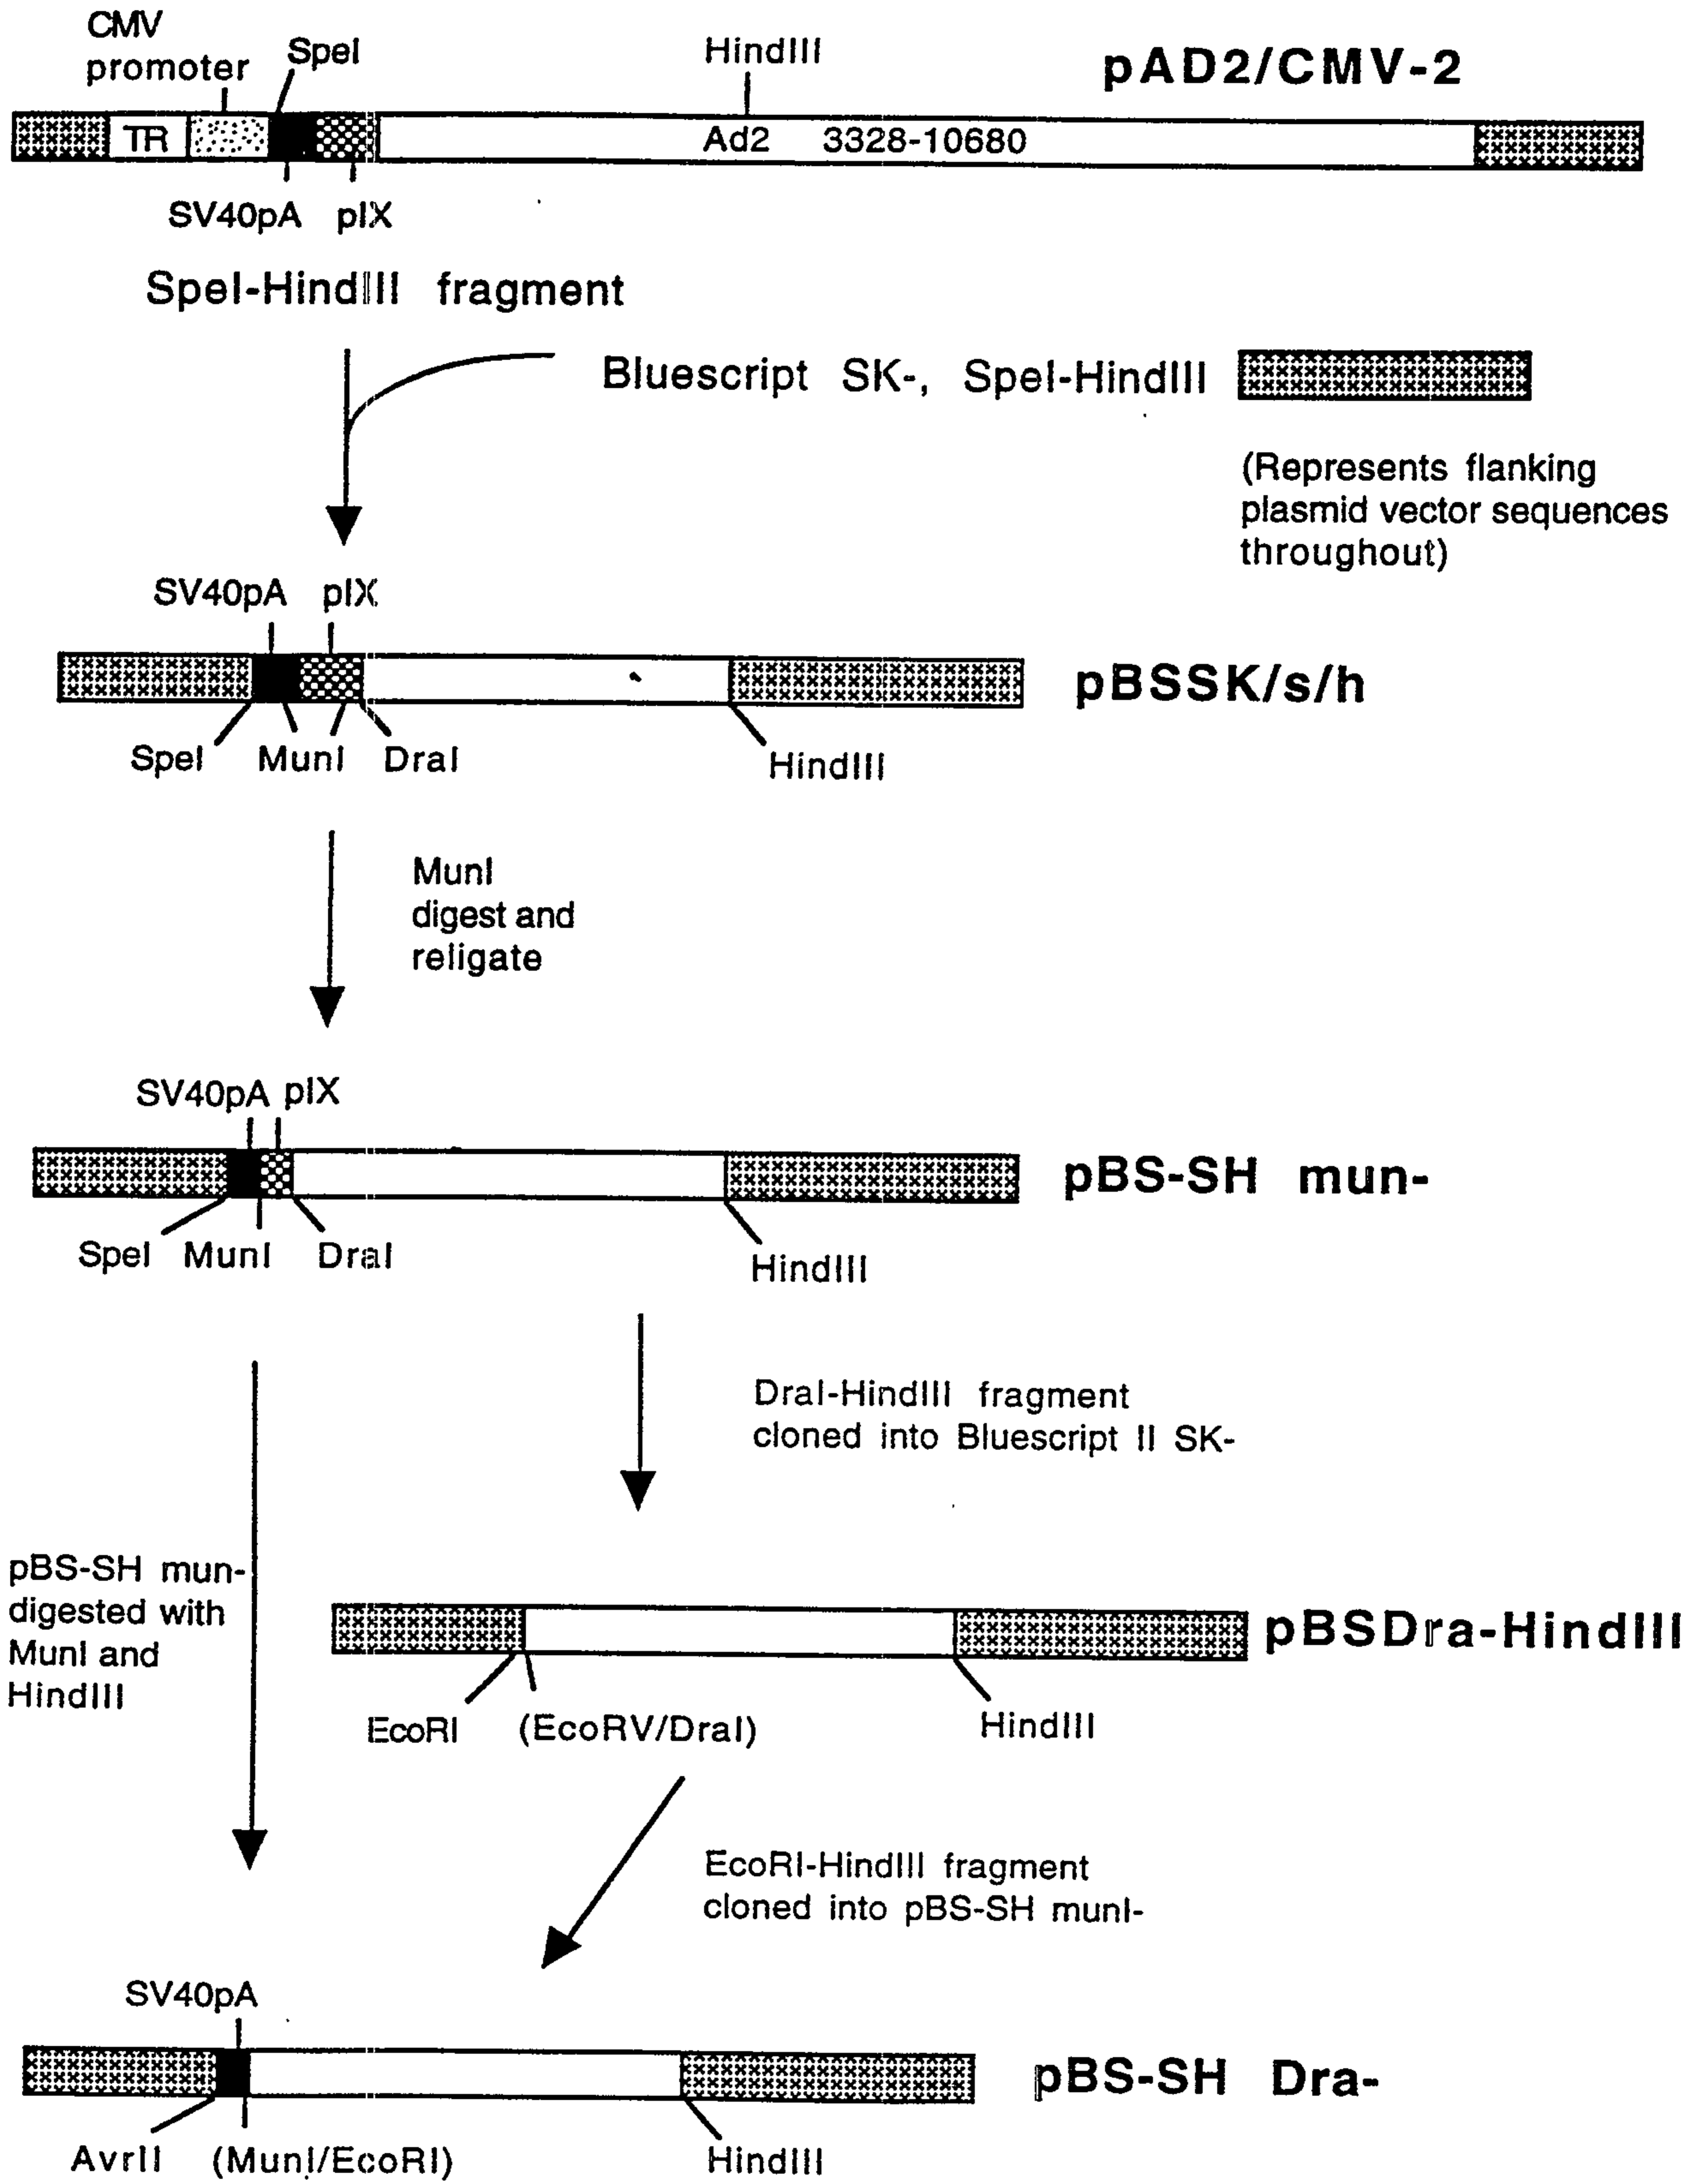 CMV
promoter
SpeI
HindIII
pAD2/CMV-2
TR
Ad2 3328-10680
SV40pA pIX
SpeI-HindIII fragment
Bluescript SK-, SpeI-HindIII
(Represents flanking
plasmid vector sequences
throughout)
SV40pA pIX
pBSSK/s/h
SpeI MunI DraI HindIII
MunI
digest and
religate
SV40pA pIX
pBS-SH mun-
SpeI MunI DraI HindIII
DraI-HindIII fragment
cloned into Bluescript II SK-
pBS-SH mun-
digested with
MunI and
HindIII
pBSDra-HindIII
EcoRI (EcoRV/DraI) HindIII
EcoRI-HindIII fragment
cloned into pBS-SH munI-
SV40pA
pBS-SH Dra-
AvrII (MunI/EcoRI) HindIII